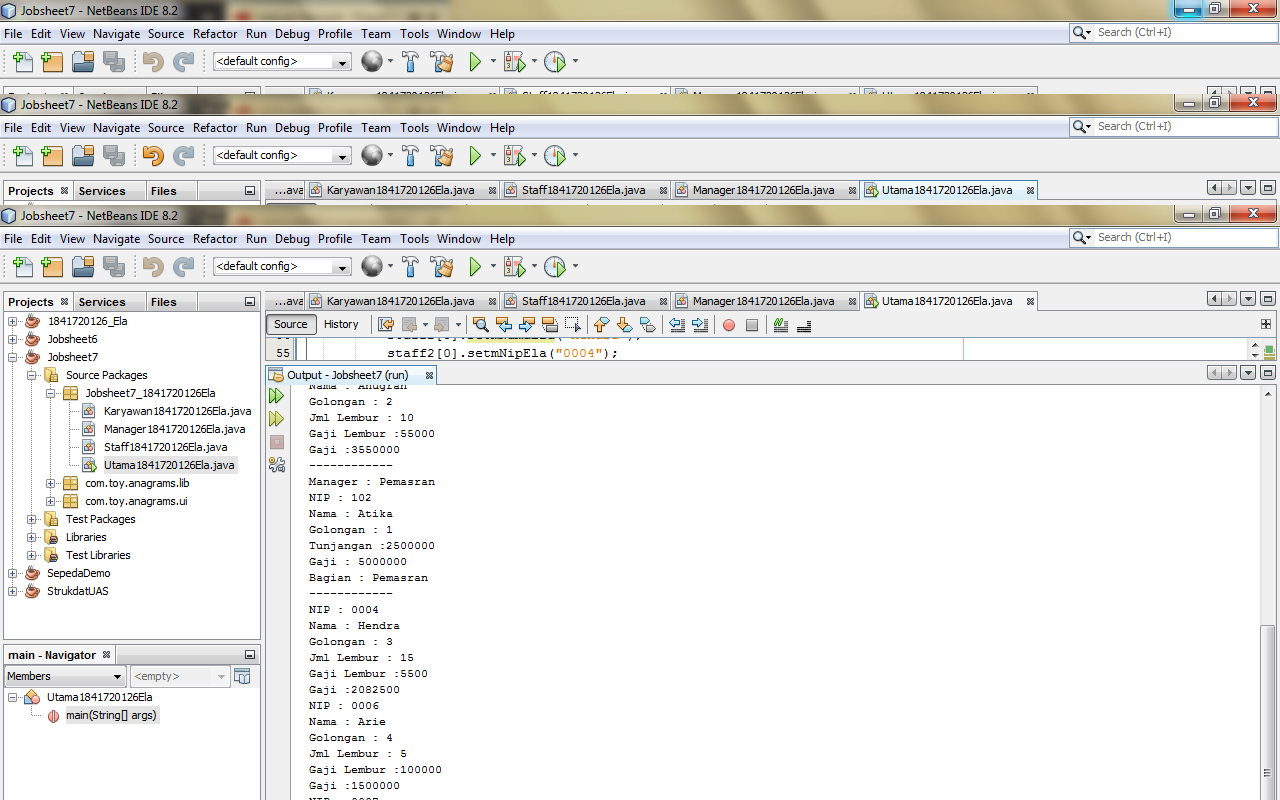 Jobsheet7 - NetBeans IDE 8.2
File Edit View Navigate Source Refactor Run Debug Profile Team Tools Window Help
Search (Ctrl+I)
<default config>
Jobsheet7 - NetBeans IDE 8.2
File Edit View Navigate Source Refactor Run Debug Profile Team Tools Window Help
Search (Ctrl+I)
<default config>
Projects Services Files
...ava Karyawan1841720126Ela.java Staff1841720126Ela.java Manager1841720126Ela.java Utama1841720126Ela.java
Jobsheet7 - NetBeans IDE 8.2
File Edit View Navigate Source Refactor Run Debug Profile Team Tools Window Help
Search (Ctrl+I)
<default config>
Projects Services Files
...ava Karyawan1841720126Ela.java Staff1841720126Ela.java Manager1841720126Ela.java Utama1841720126Ela.java
1841720126_Ela
Jobsheet6
Jobsheet7
Source Packages
Jobsheet7_1841720126Ela
Karyawan1841720126Ela.java
Manager1841720126Ela.java
Staff1841720126Ela.java
Utama1841720126Ela.java
com.toy.anagrams.lib
com.toy.anagrams.ui
Test Packages
Libraries
Test Libraries
SepedaDemo
StrukdatUAS
main - Navigator
Members <empty>
Utama1841720126Ela
main(String[] args)
Source History
55 staff2[0].setmNipEla("0004");
Output - Jobsheet7 (run)
Nama : Anugrah
Golongan : 2
Jml Lembur : 10
Gaji Lembur :55000
Gaji :3550000
------------
Manager : Pemasran
NIP : 102
Nama : Atika
Golongan : 1
Tunjangan :2500000
Gaji : 5000000
Bagian : Pemasran
------------
NIP : 0004
Nama : Hendra
Golongan : 3
Jml Lembur : 15
Gaji Lembur :5500
Gaji :2082500
NIP : 0006
Nama : Arie
Golongan : 4
Jml Lembur : 5
Gaji Lembur :100000
Gaji :1500000